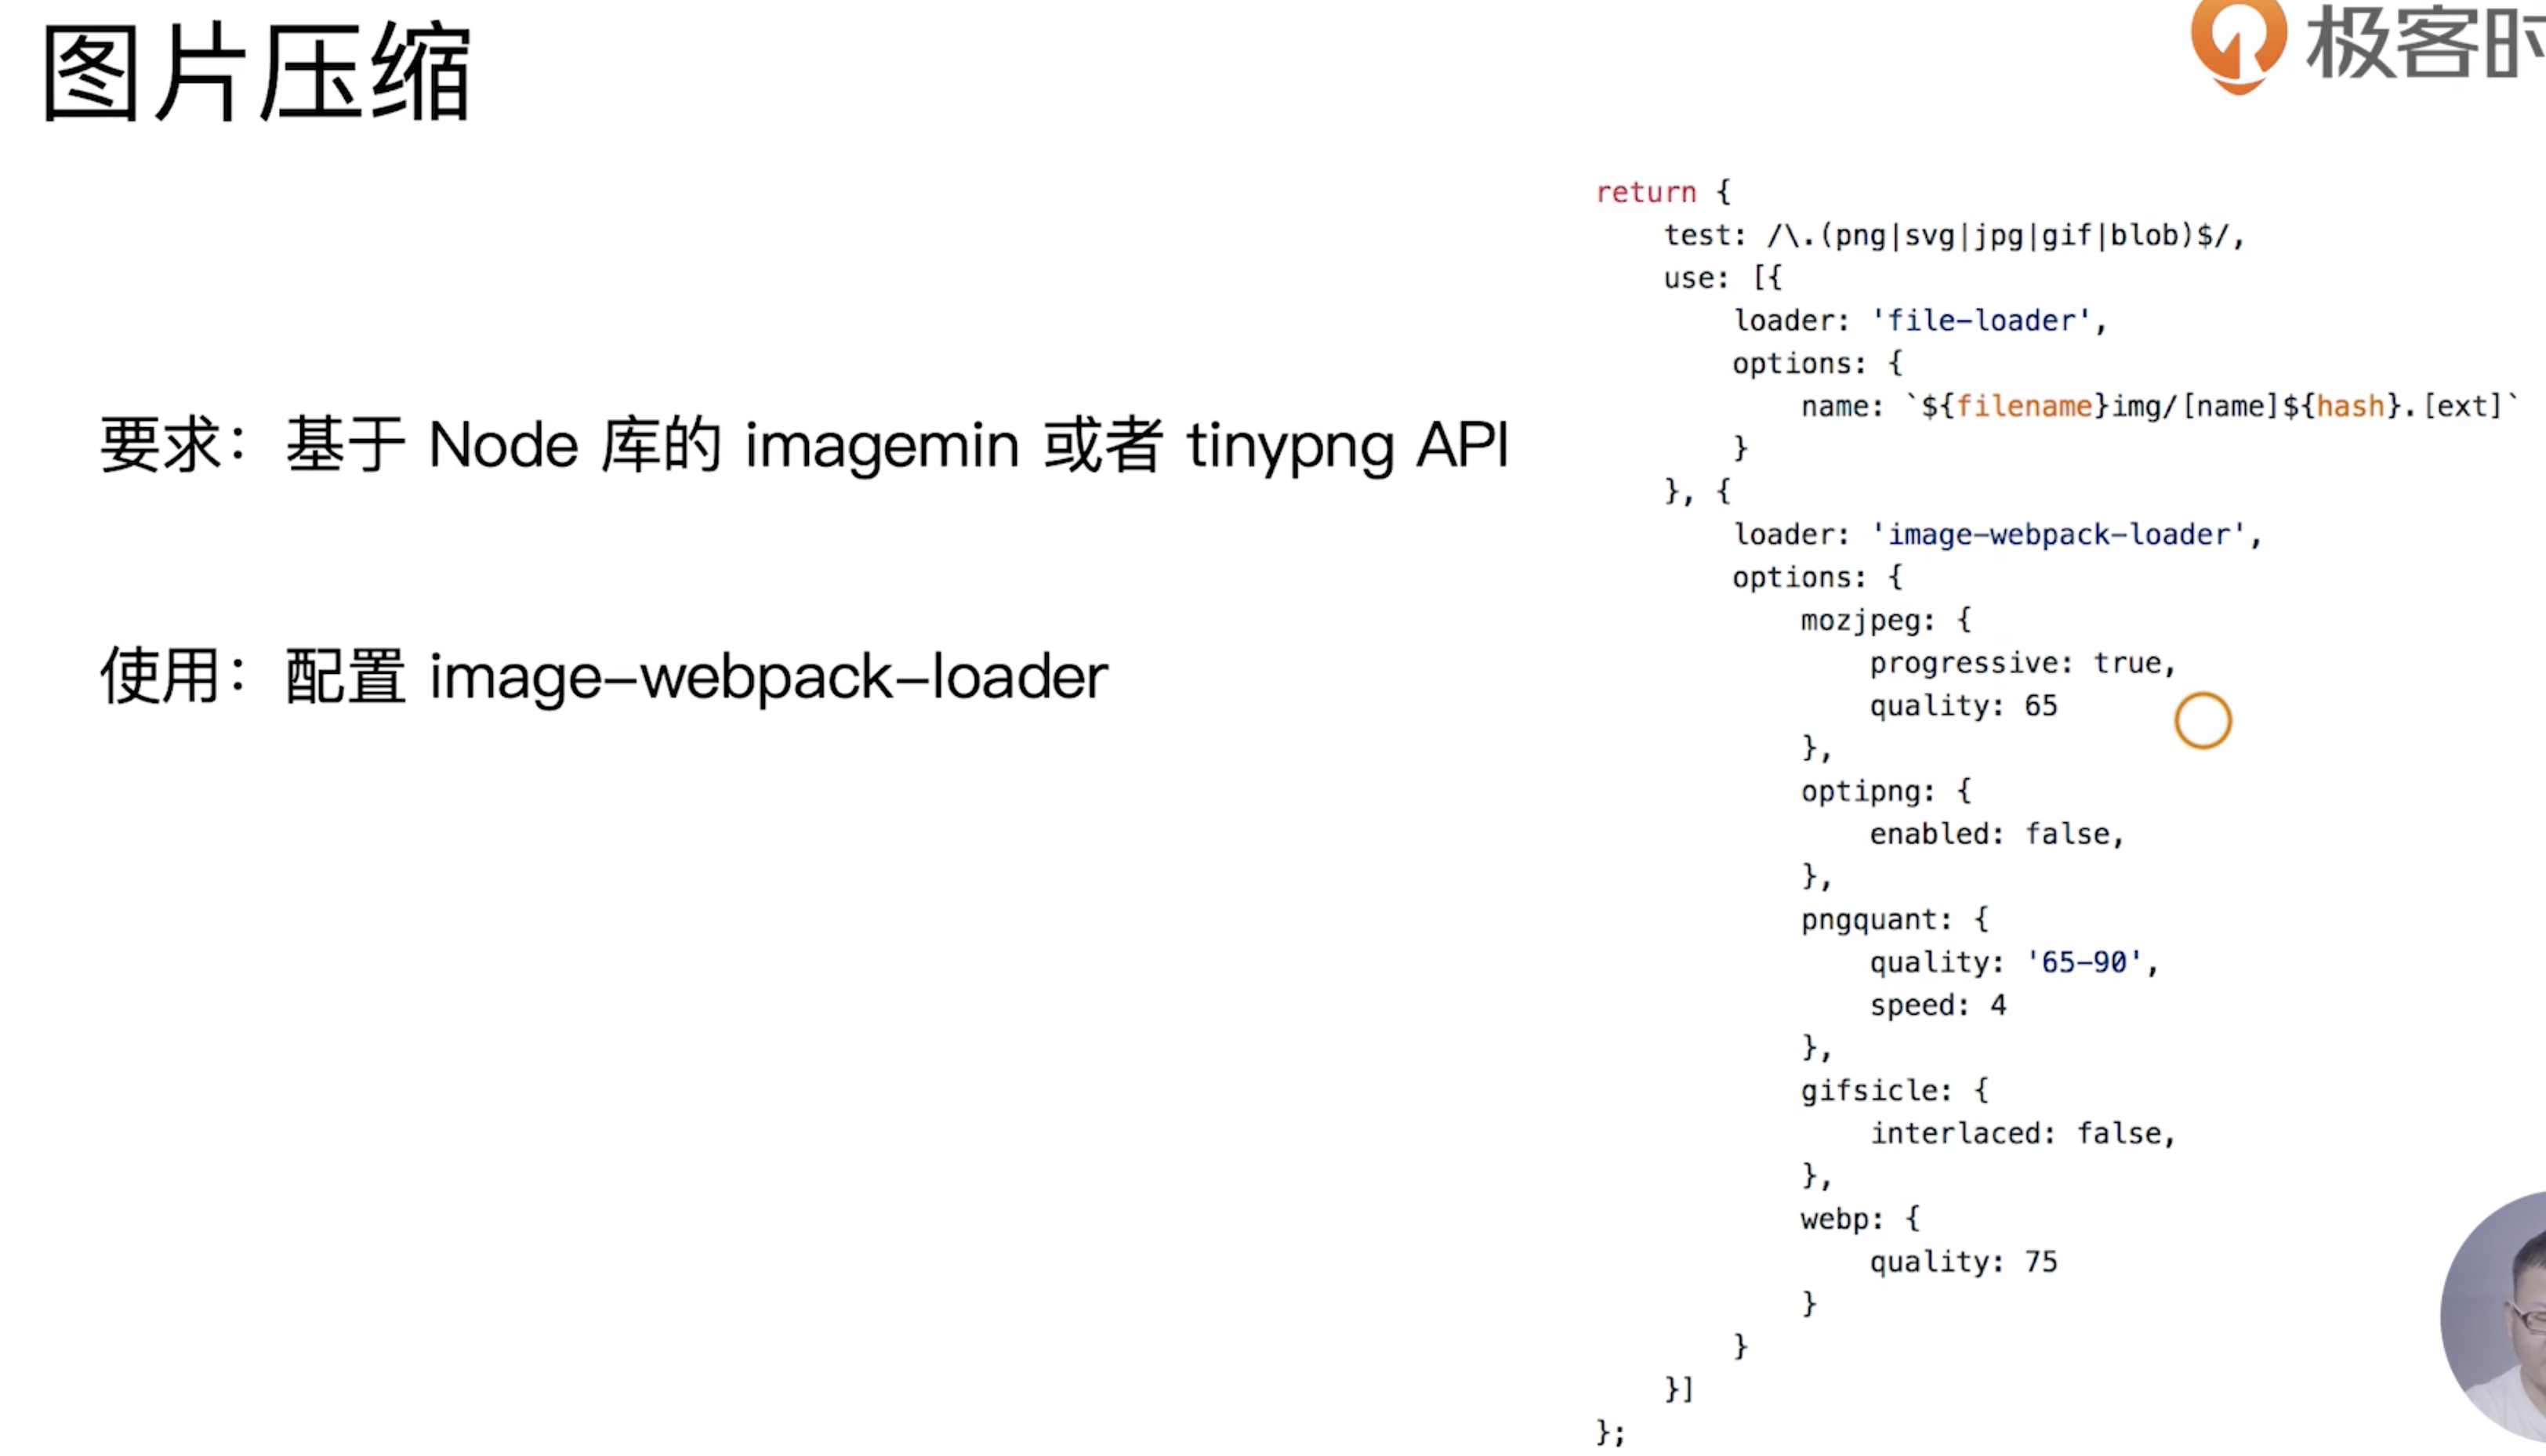 图片压缩
极客时
要求：基于 Node 库的 imagemin 或者 tinypng API
使用：配置 image-webpack-loader
return {
    test: /\.(png|svg|jpg|gif|blob)$/,
    use: [{
        loader: 'file-loader',
        options: {
            name: `${filename}img/[name]${hash}.[ext]`
        }
    }, {
        loader: 'image-webpack-loader',
        options: {
            mozjpeg: {
                progressive: true,
                quality: 65
            },
            optipng: {
                enabled: false,
            },
            pngquant: {
                quality: '65-90',
                speed: 4
            },
            gifsicle: {
                interlaced: false,
            },
            webp: {
                quality: 75
            }
        }
    }]
};